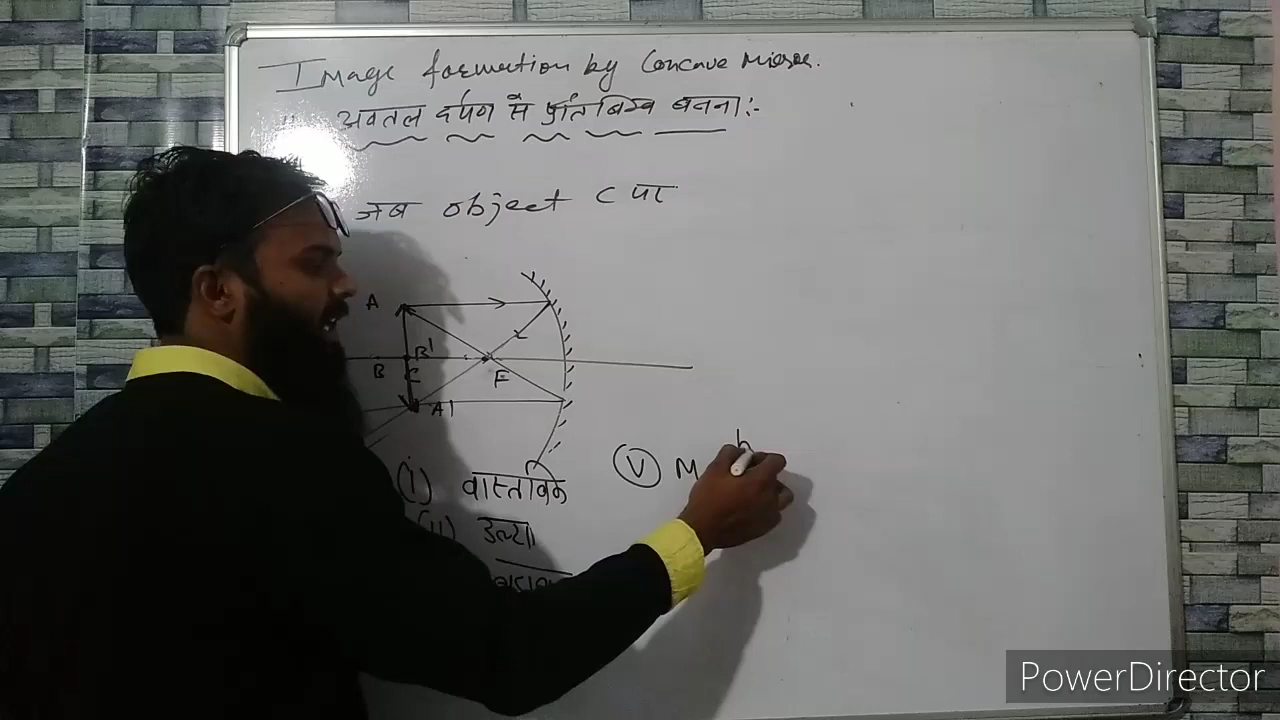 Image formation by Concave Mirror.
अवतल दर्पण से प्रतिबिम्ब बनना :-
जब object C पर
A
B B' F
C
A'
(i) वास्तविक
(ii) उल्टा
(V) M h
PowerDirector